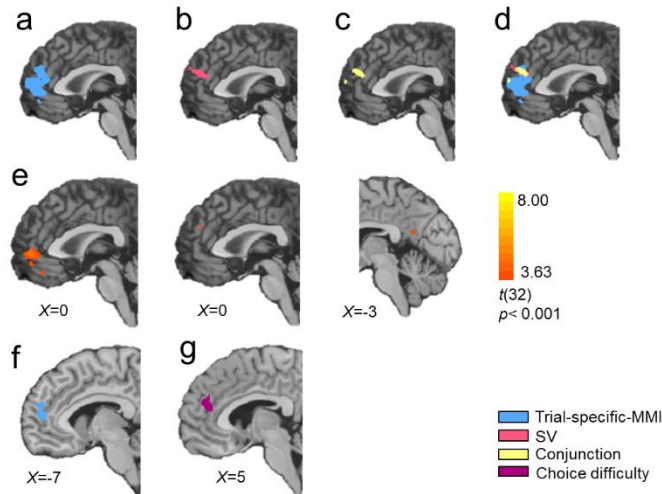 a b c d
e
8.00
3.63
t(32)
p< 0.001
X=0 X=0 X=-3
f g
X=-7 X=5
Trial-specific-MMI
SV
Conjunction
Choice difficulty